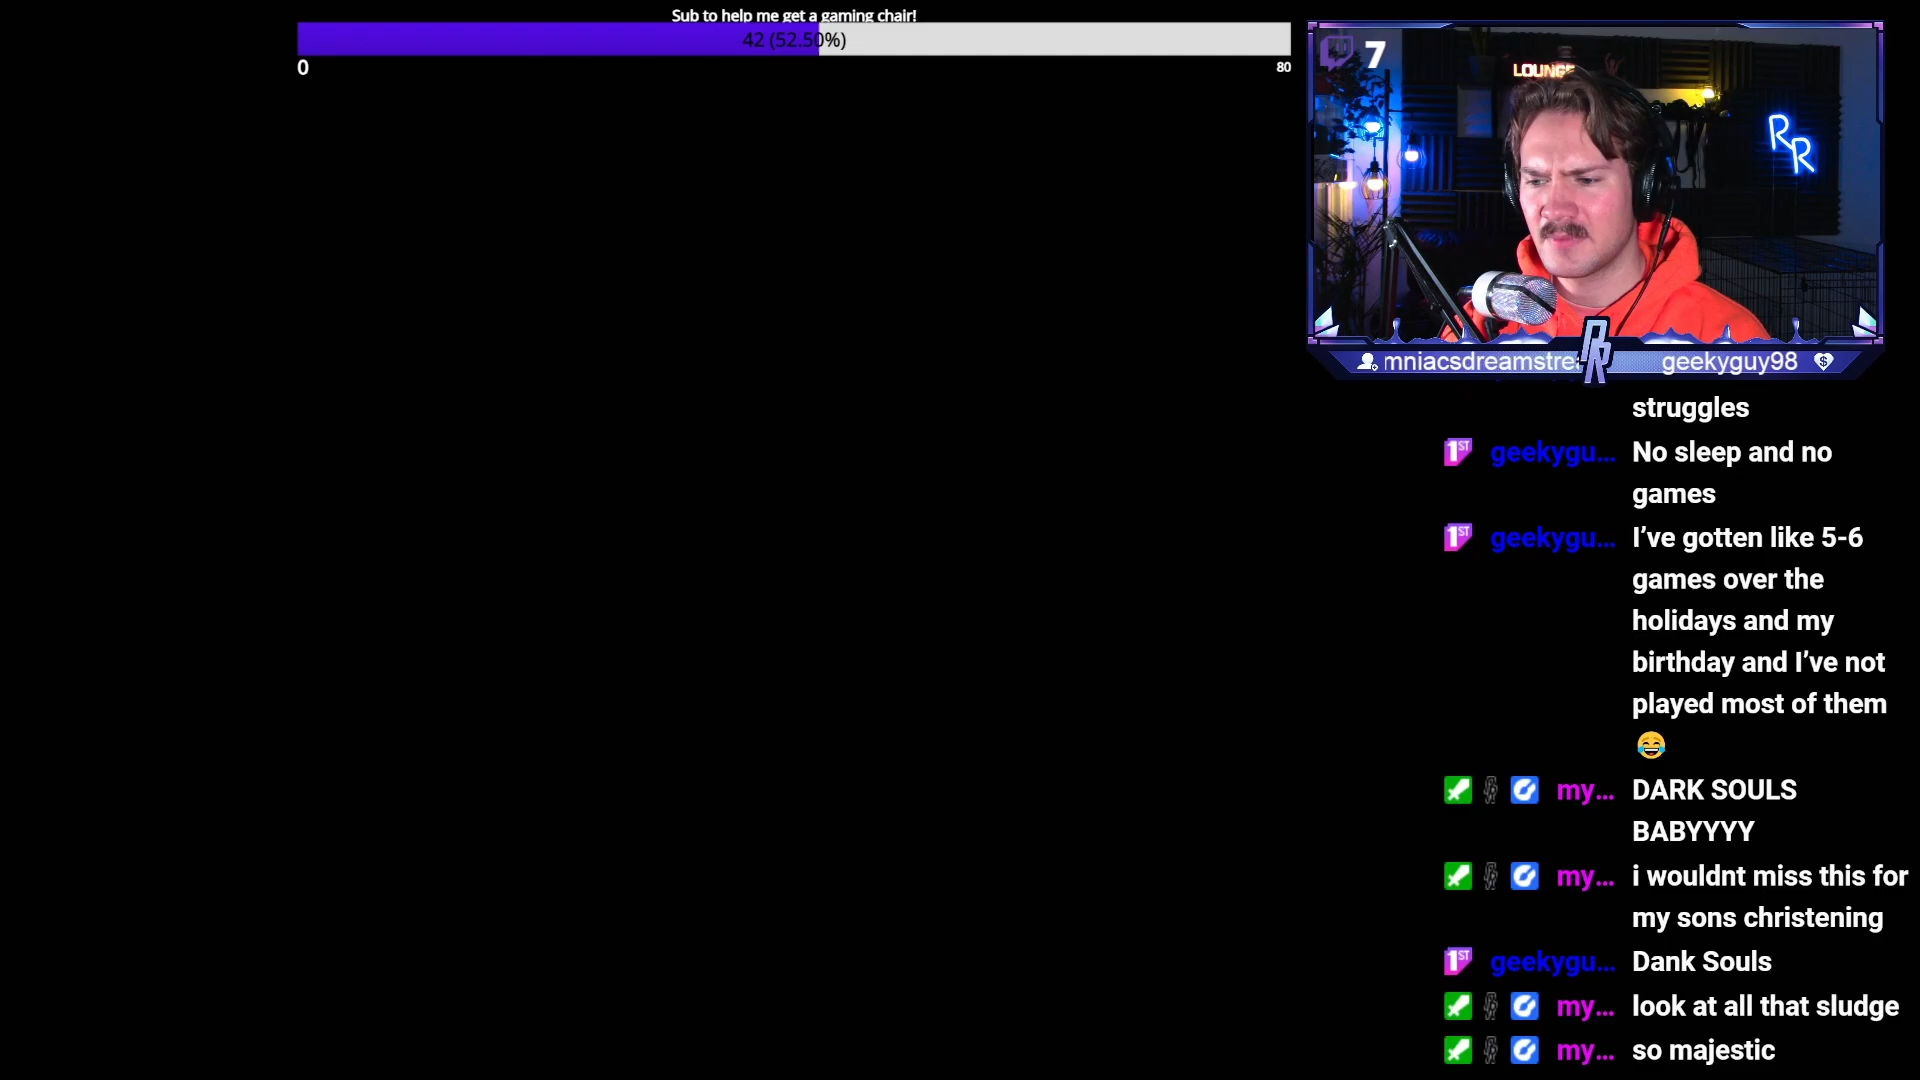 Sub to help me get a gaming chair!
42 (52.50%)
0
80
7
LOUNGE
RR
mniacsdreamstre
geekyguy98
struggles
geekygu... No sleep and no
games
geekygu... I’ve gotten like 5-6
games over the
holidays and my
birthday and I’ve not
played most of them
😂
my... DARK SOULS
BABYYYY
my... i wouldnt miss this for
my sons christening
geekygu... Dank Souls
my... look at all that sludge
my... so majestic